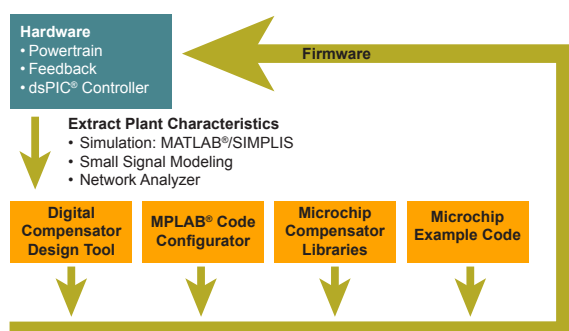 Hardware
• Powertrain
• Feedback
• dsPIC® Controller
Firmware
Extract Plant Characteristics
• Simulation: MATLAB®/SIMPLIS
• Small Signal Modeling
• Network Analyzer
Digital
Compensator
Design Tool
MPLAB® Code
Configurator
Microchip
Compensator
Libraries
Microchip
Example Code